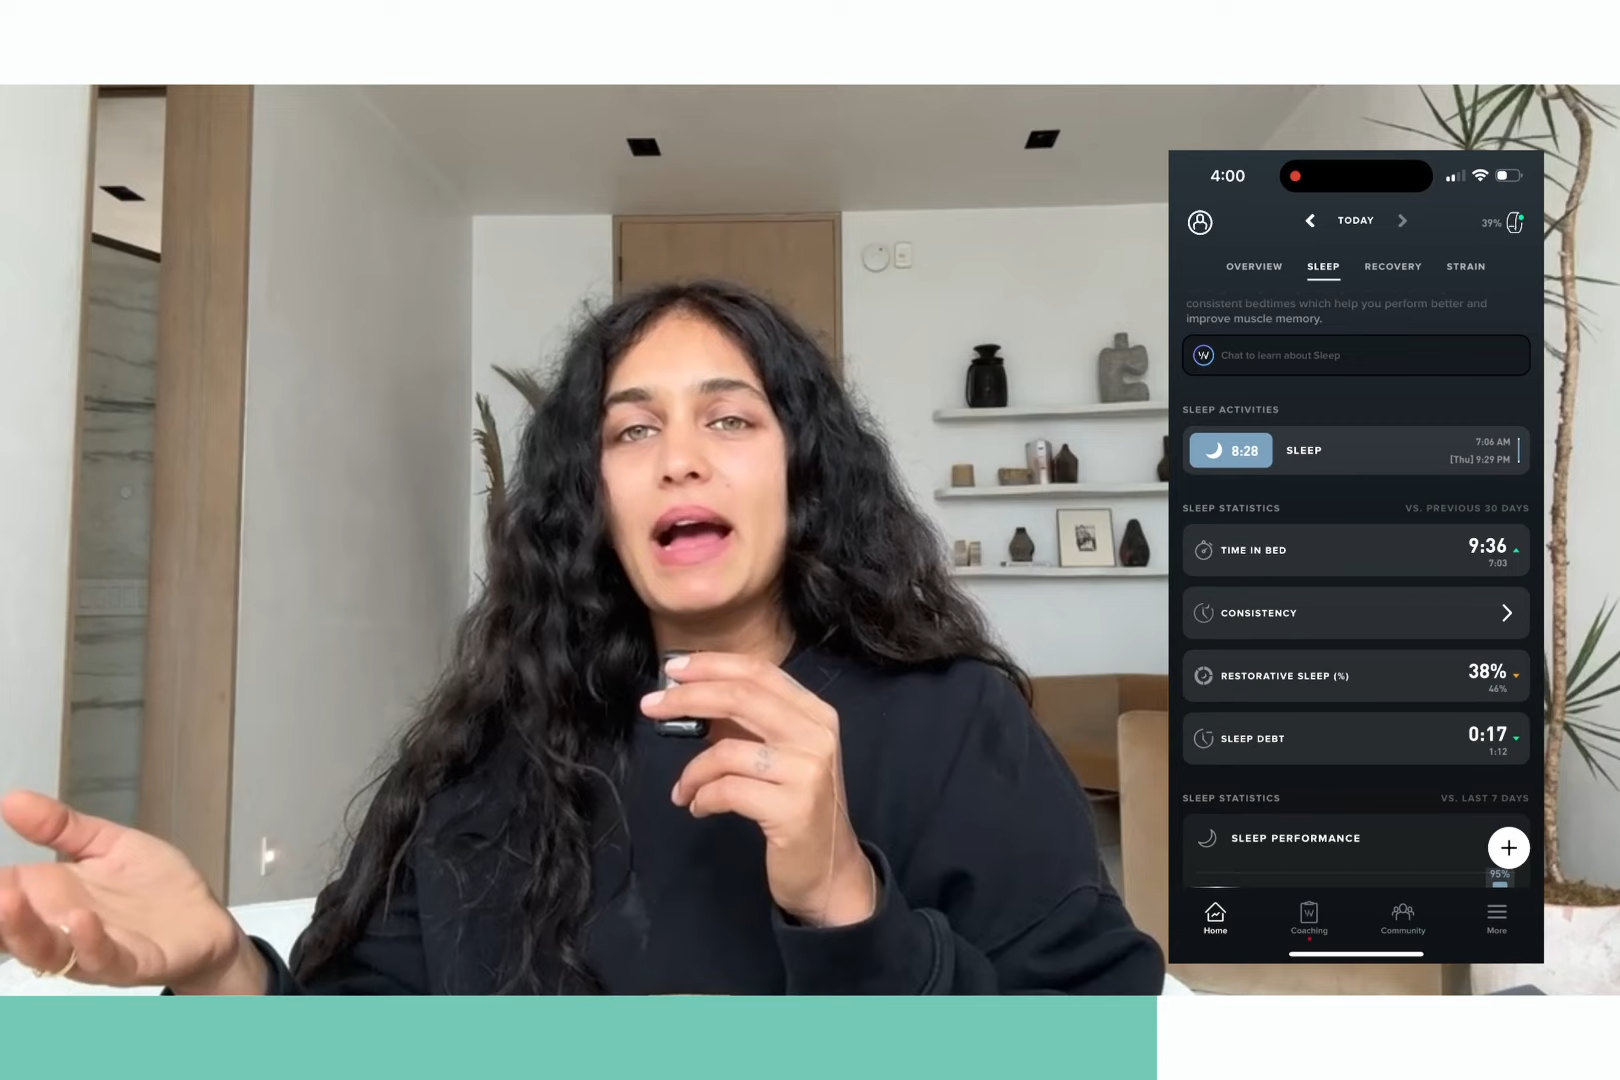 4:00
TODAY
39%
OVERVIEW SLEEP RECOVERY STRAIN
consistent bedtimes which help you perform better and
improve muscle memory.
W Chat to learn about Sleep
SLEEP ACTIVITIES
8:28 SLEEP 7:06 AM
[Thu] 9:29 PM
SLEEP STATISTICS VS. PREVIOUS 30 DAYS
TIME IN BED 9:36
7:03
CONSISTENCY
RESTORATIVE SLEEP (%) 38%
46%
SLEEP DEBT 0:17
1:12
SLEEP STATISTICS VS. LAST 7 DAYS
SLEEP PERFORMANCE
95%
Home Coaching Community More